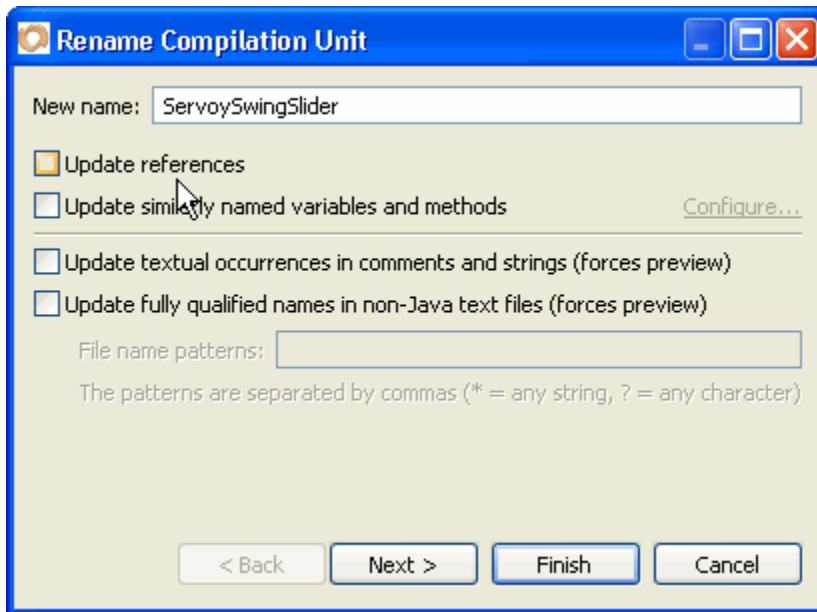 Rename Compilation Unit
New name: ServoySwingSlider
Update references
Update similarly named variables and methods Configure...
Update textual occurrences in comments and strings (forces preview)
Update fully qualified names in non-Java text files (forces preview)
File name patterns:
The patterns are separated by commas (* = any string, ? = any character)
< Back Next > Finish Cancel